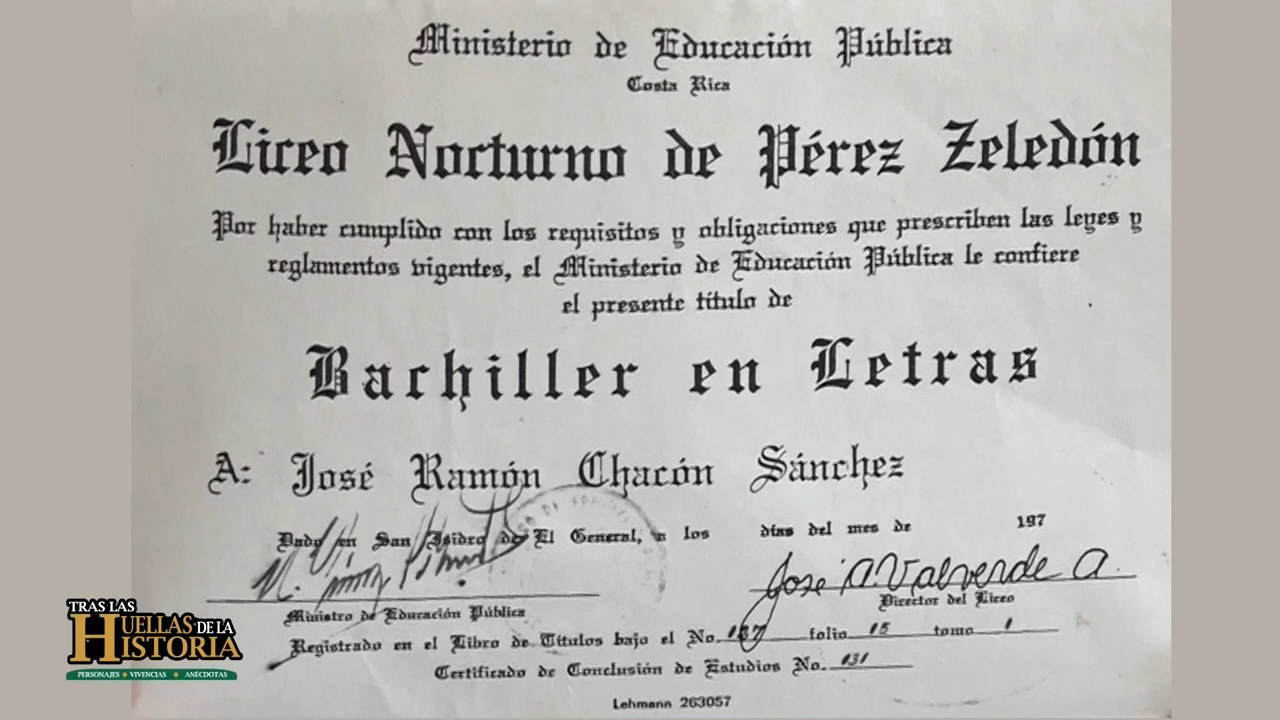 Ministerio de Educación Pública
Costa Rica
Liceo Nocturno de Pérez Zeledón
Por haber cumplido con los requisitos y obligaciones que prescriben las leyes y
reglamentos vigentes, el Ministerio de Educación Pública le confiere
el presente título de
Bachiller en Letras
A: José Ramón Chacón Sánchez
Dado en San Isidro de El General, a los días del mes de 197
José A Valverde A.
Ministro de Educación Pública
Director del Liceo
Registrado en el Libro de Títulos bajo el No. folio 15 tomo 1
Certificado de Conclusión de Estudios No. 131
Lehmann 263057
TRAS LAS
HUELLAS DE LA
HISTORIA
PERSONAJES VIVENCIAS ANÉCDOTAS